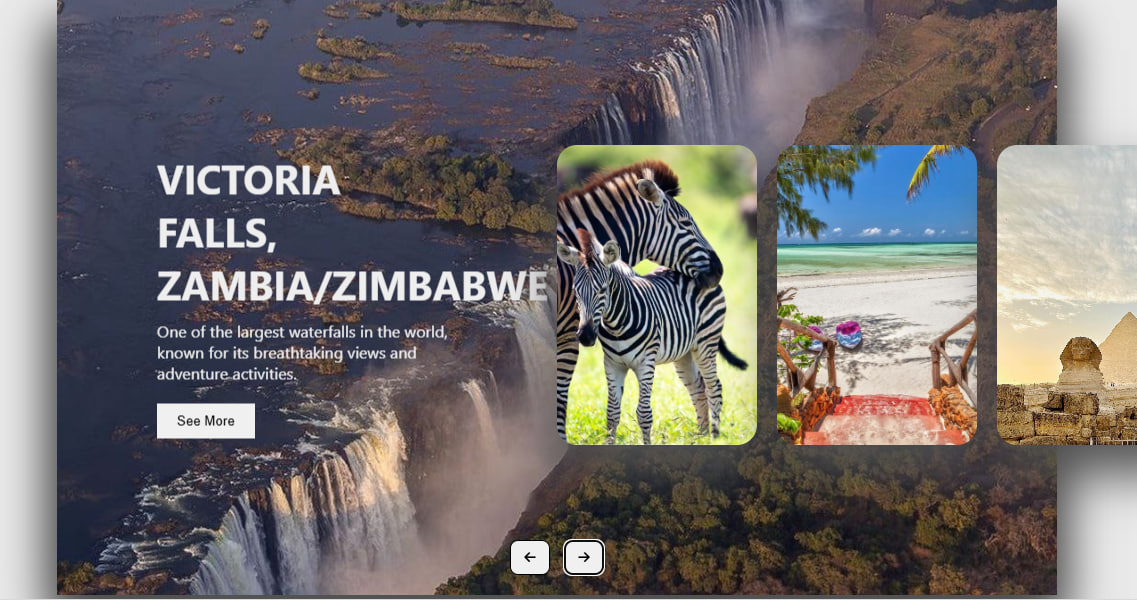 VICTORIA
FALLS,
ZAMBIA/ZIMBABWE
One of the largest waterfalls in the world,
known for its breathtaking views and
adventure activities.
See More